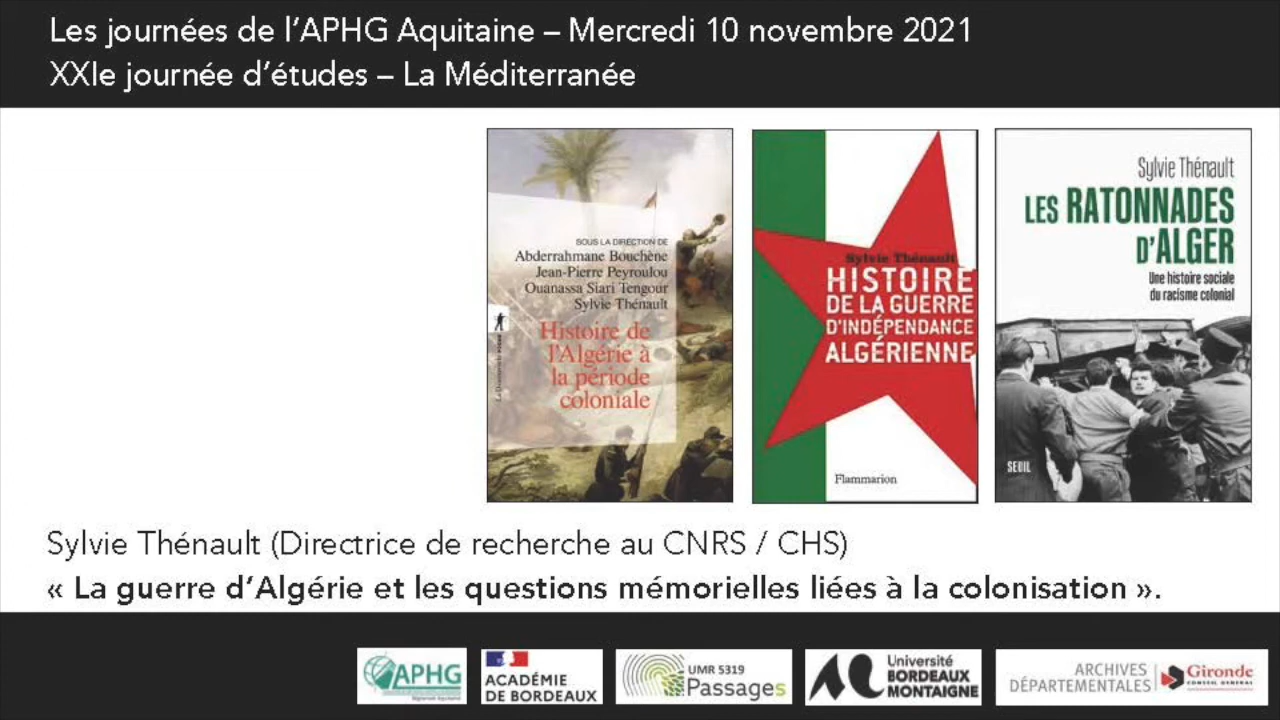 Les journées de l'APHG Aquitaine – Mercredi 10 novembre 2021
XXIe journée d'études – La Méditerranée
SOUS LA DIRECTION DE
Abderrahmane Bouchène
Jean-Pierre Peyroulou
Ouanassa Siari Tengour
Sylvie Thénault
Histoire de
l'Algérie à
la période
coloniale
Sylvie Thénault
HISTOIRE
DE LA GUERRE
D'INDÉPENDANCE
ALGÉRIENNE
Flammarion
Sylvie Thénault
LES RATONNADES
D'ALGER
Une histoire sociale
du racisme colonial
SEUIL
Sylvie Thénault (Directrice de recherche au CNRS / CHS)
« La guerre d'Algérie et les questions mémorielles liées à la colonisation ».
APHG
ACADÉMIE
DE BORDEAUX
UMR 5319
Passages
Université
BORDEAUX
MONTAIGNE
ARCHIVES
DÉPARTEMENTALES
Gironde
CONSEIL GENERAL